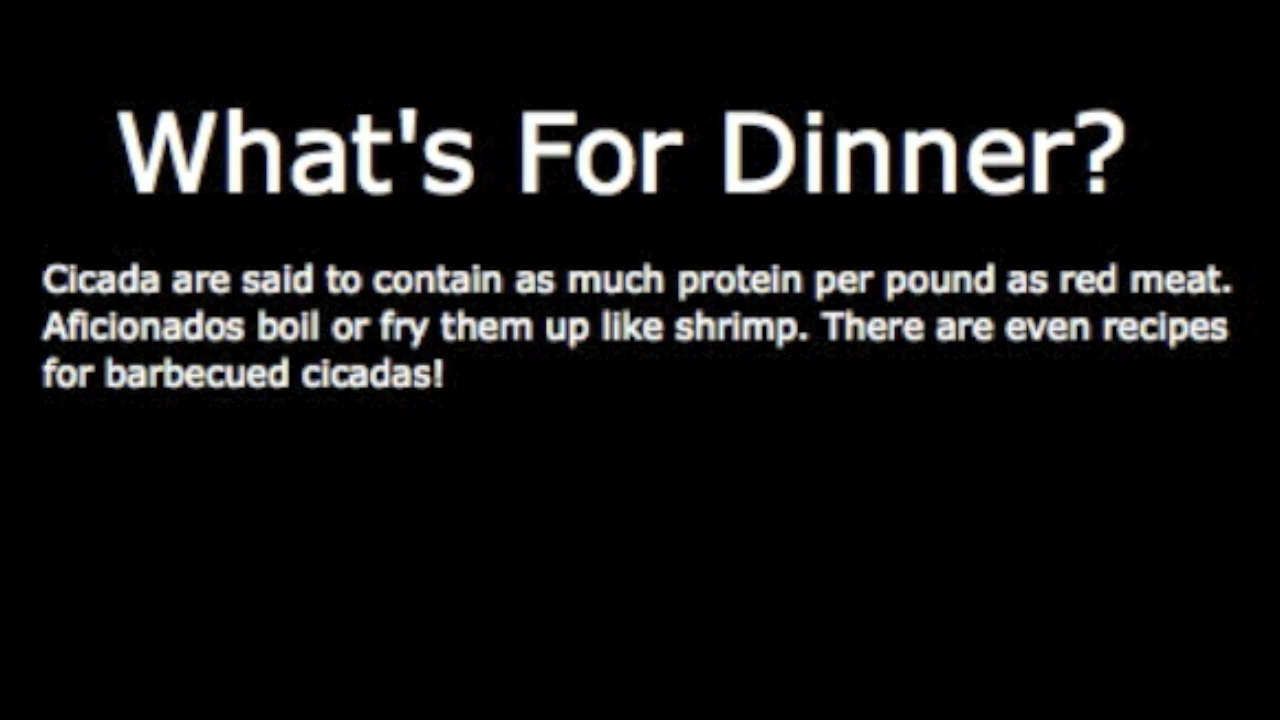 What's For Dinner?
Cicada are said to contain as much protein per pound as red meat.
Aficionados boil or fry them up like shrimp. There are even recipes
for barbecued cicadas!